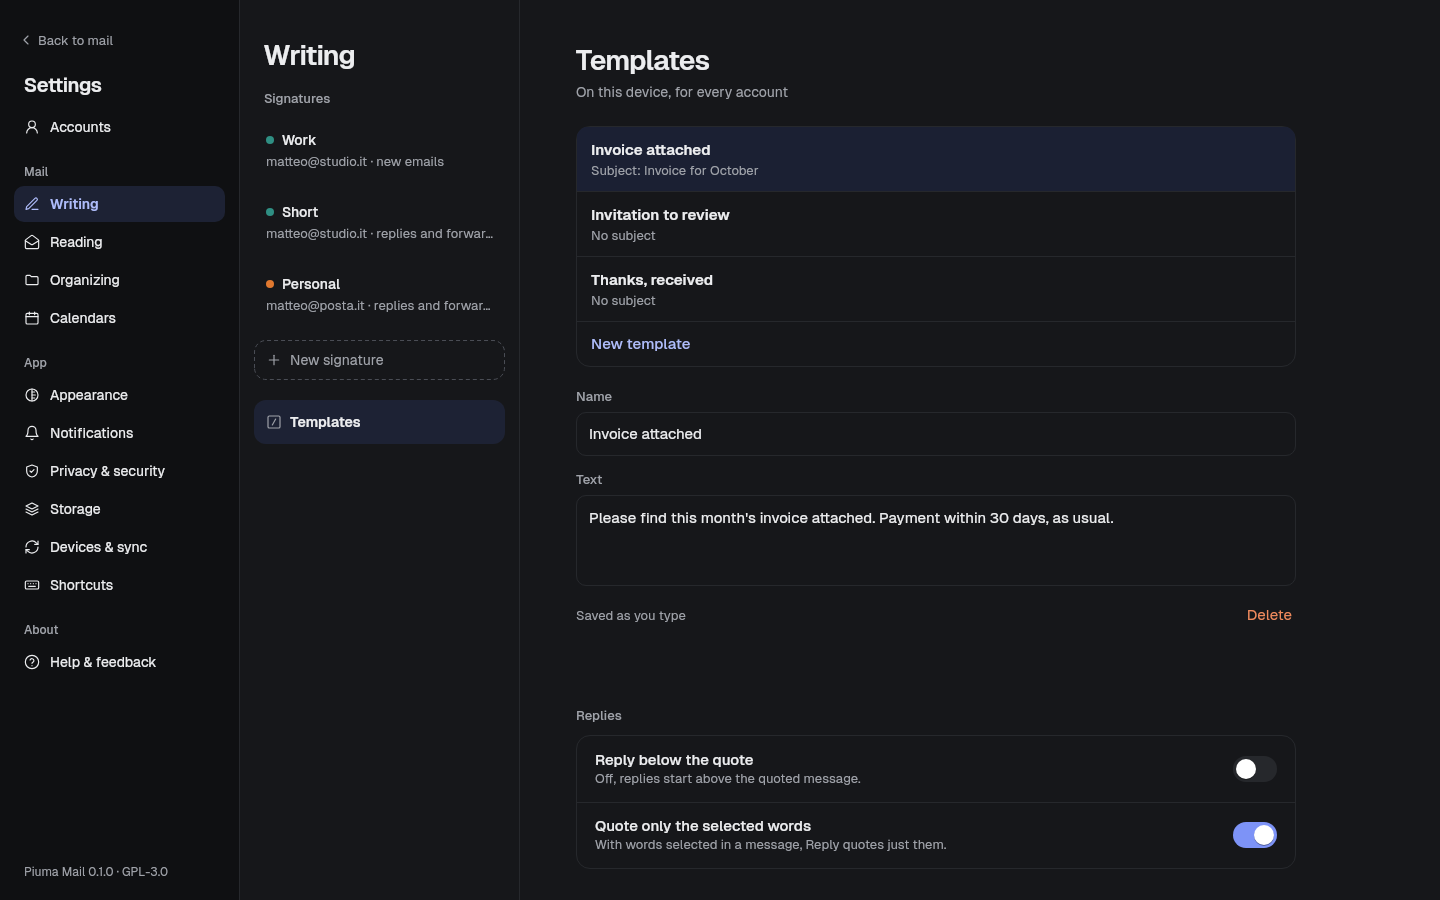 Back to mail
Settings
Accounts
Mail
Writing
Reading
Organizing
Calendars
App
Appearance
Notifications
Privacy & security
Storage
Devices & sync
Shortcuts
About
Help & feedback
Piuma Mail 0.1.0 · GPL-3.0
Writing
Signatures
Work
matteo@studio.it · new emails
Short
matteo@studio.it · replies and forwar…
Personal
matteo@posta.it · replies and forwar…
New signature
Templates
Templates
On this device, for every account
Invoice attached
Subject: Invoice for October
Invitation to review
No subject
Thanks, received
No subject
New template
Name
Invoice attached
Text
Please find this month's invoice attached. Payment within 30 days, as usual.
Saved as you type
Delete
Replies
Reply below the quote
Off, replies start above the quoted message.
Quote only the selected words
With words selected in a message, Reply quotes just them.